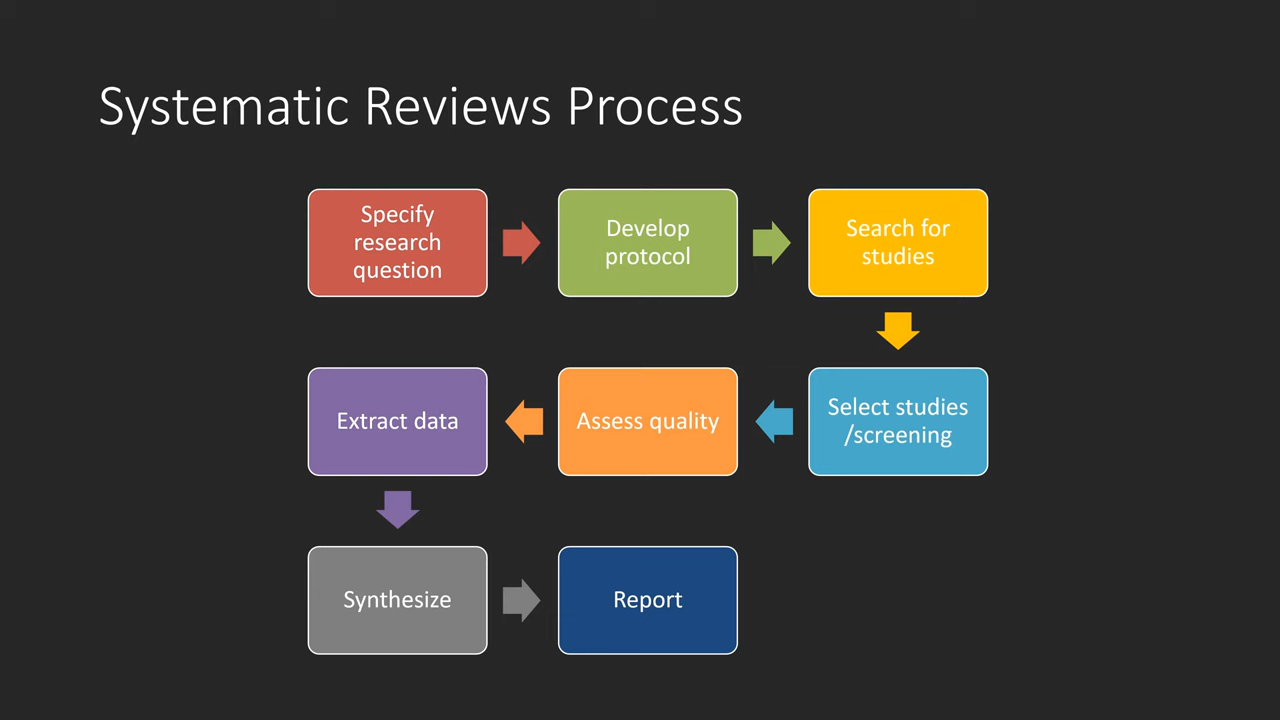 Systematic Reviews Process
Specify
research
question
Develop
protocol
Search for
studies
Select studies
/screening
Assess quality
Extract data
Synthesize
Report